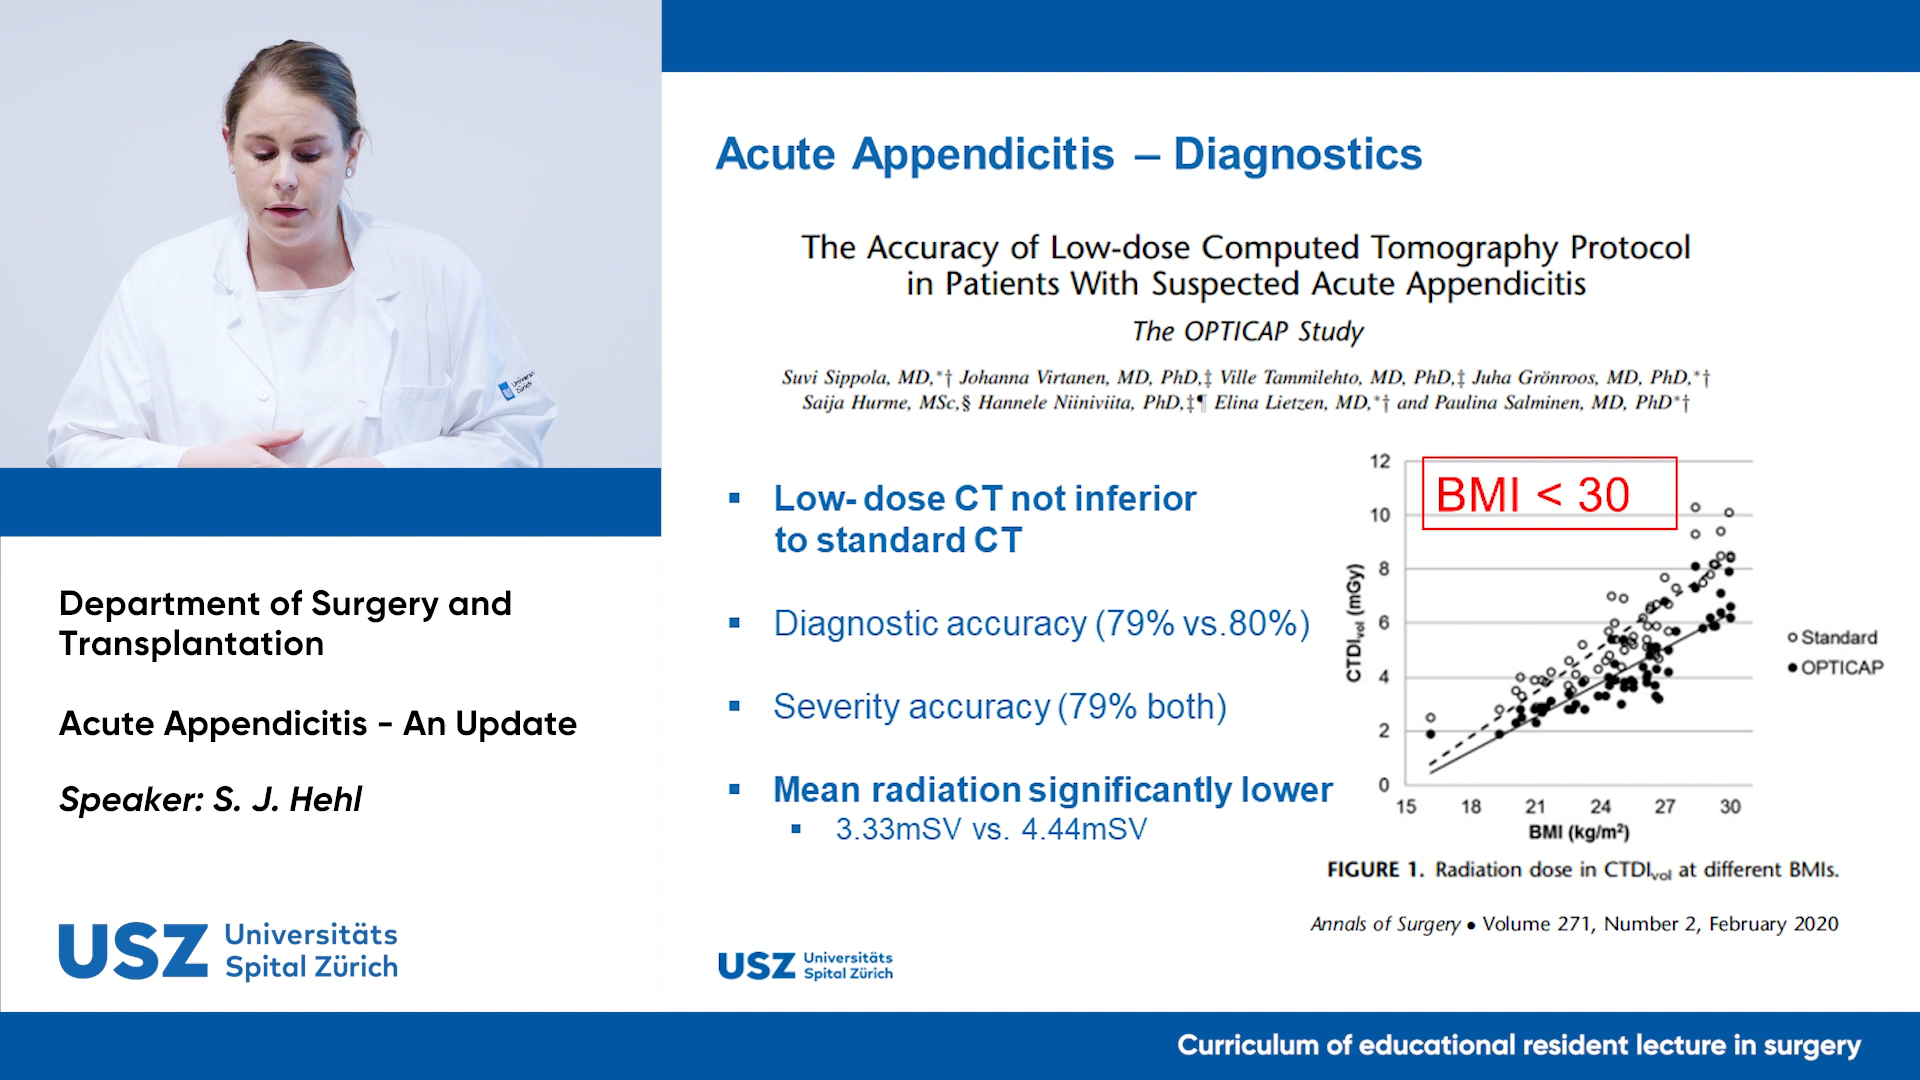 Universitäts
Zürich
Department of Surgery and
Transplantation
Acute Appendicitis - An Update
Speaker: S. J. Hehl
USZ Universitäts
Spital Zürich
Acute Appendicitis – Diagnostics
The Accuracy of Low-dose Computed Tomography Protocol
in Patients With Suspected Acute Appendicitis
The OPTICAP Study
Suvi Sippola, MD,*† Johanna Virtanen, MD, PhD,‡ Ville Tammilehto, MD, PhD,‡ Juha Grönroos, MD, PhD,*†
Saija Hurme, MSc,§ Hannele Niiniviita, PhD,‡¶ Elina Lietzen, MD,*† and Paulina Salminen, MD, PhD*†
▪ Low- dose CT not inferior
to standard CT
▪ Diagnostic accuracy (79% vs.80%)
▪ Severity accuracy (79% both)
▪ Mean radiation significantly lower
▪ 3.33mSV vs. 4.44mSV
BMI < 30
12
10
8
6
4
2
0
CTDIvol (mGy)
15 18 21 24 27 30
BMI (kg/m²)
Standard
OPTICAP
FIGURE 1. Radiation dose in CTDIvol at different BMIs.
Annals of Surgery • Volume 271, Number 2, February 2020
USZ Universitäts
Spital Zürich
Curriculum of educational resident lecture in surgery